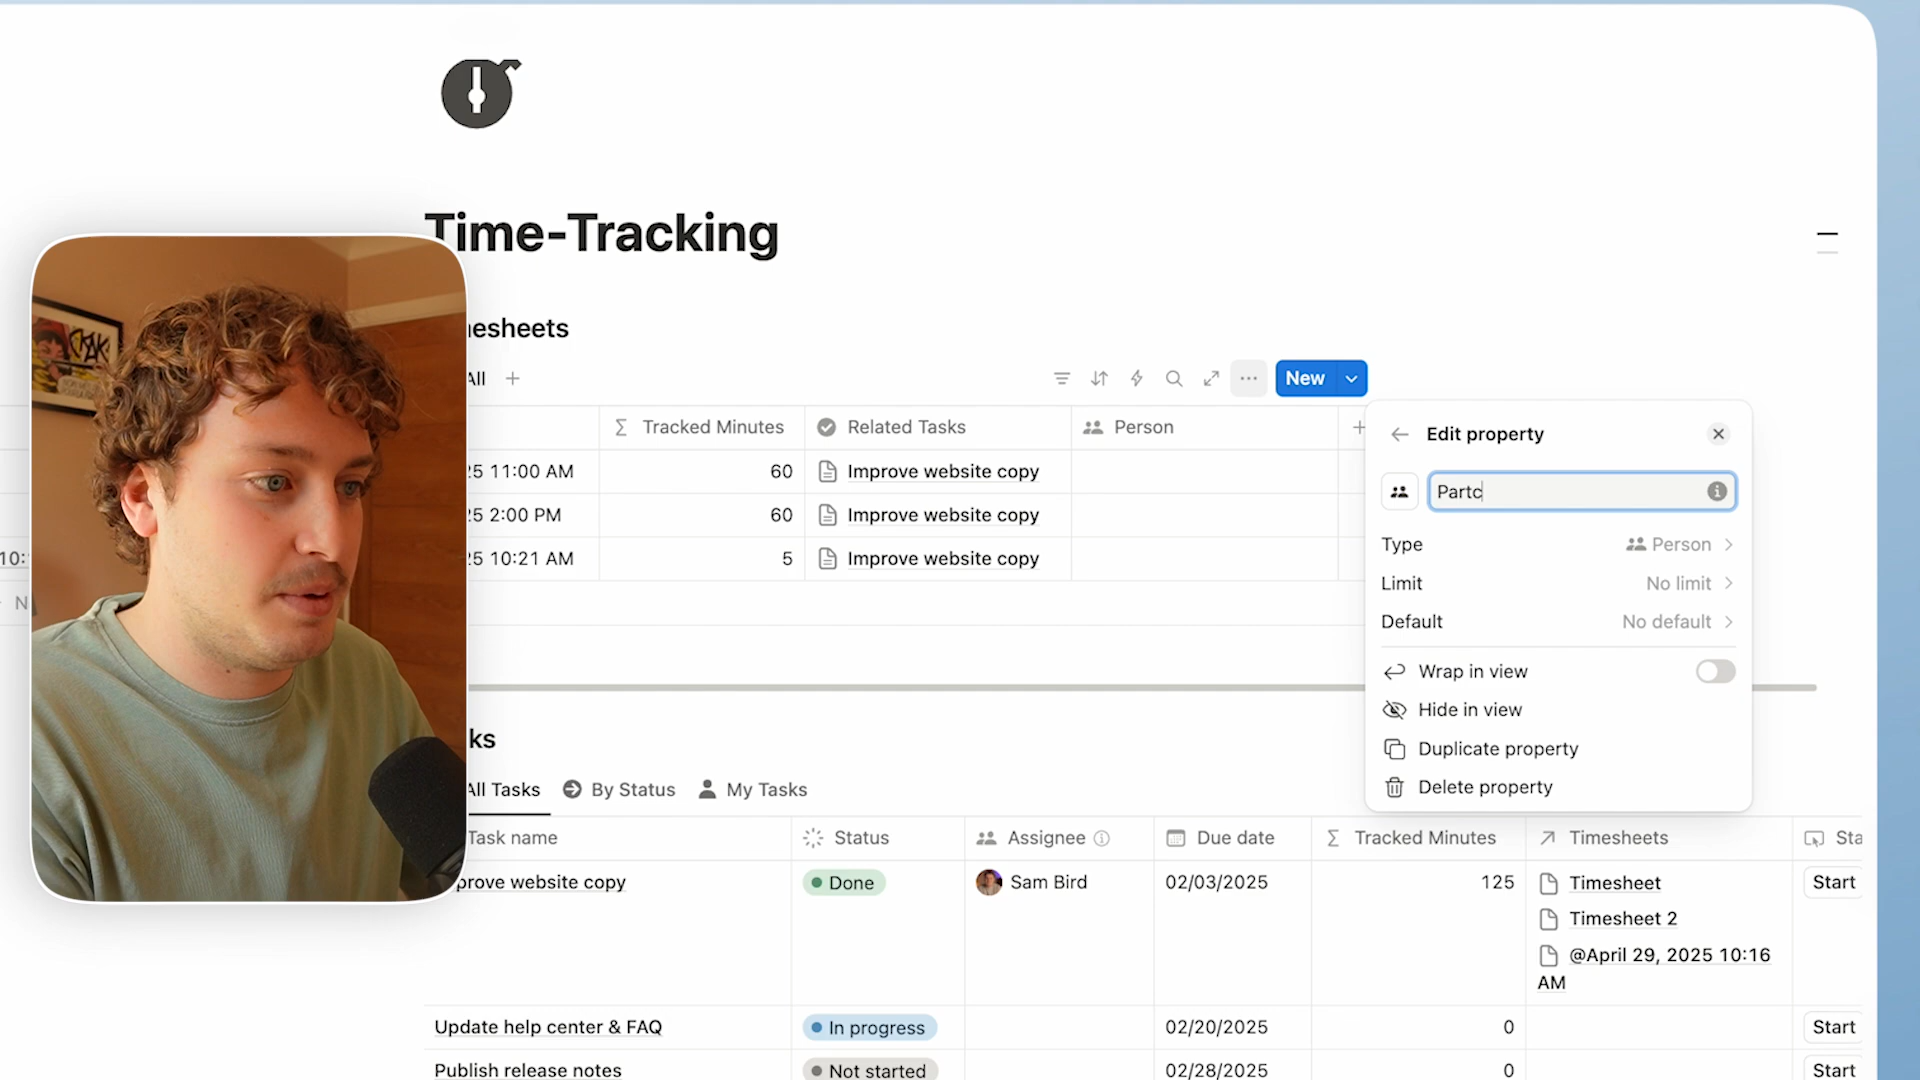 Time-Tracking
esheets
All
Tracked Minutes
Related Tasks
Person
25 11:00 AM
60
Improve website copy
25 2:00 PM
60
Improve website copy
10:
25 10:21 AM
5
Improve website copy
N
New
Edit property
Partc
Type
Person
Limit
No limit
Default
No default
Wrap in view
Hide in view
Duplicate property
Delete property
ks
All Tasks
By Status
My Tasks
Task name
Status
Assignee
Due date
Tracked Minutes
Timesheets
Sta
prove website copy
Done
Sam Bird
02/03/2025
125
Timesheet
Timesheet 2
@April 29, 2025 10:16
AM
Start
Update help center & FAQ
In progress
02/20/2025
0
Start
Publish release notes
Not started
02/28/2025
0
Start